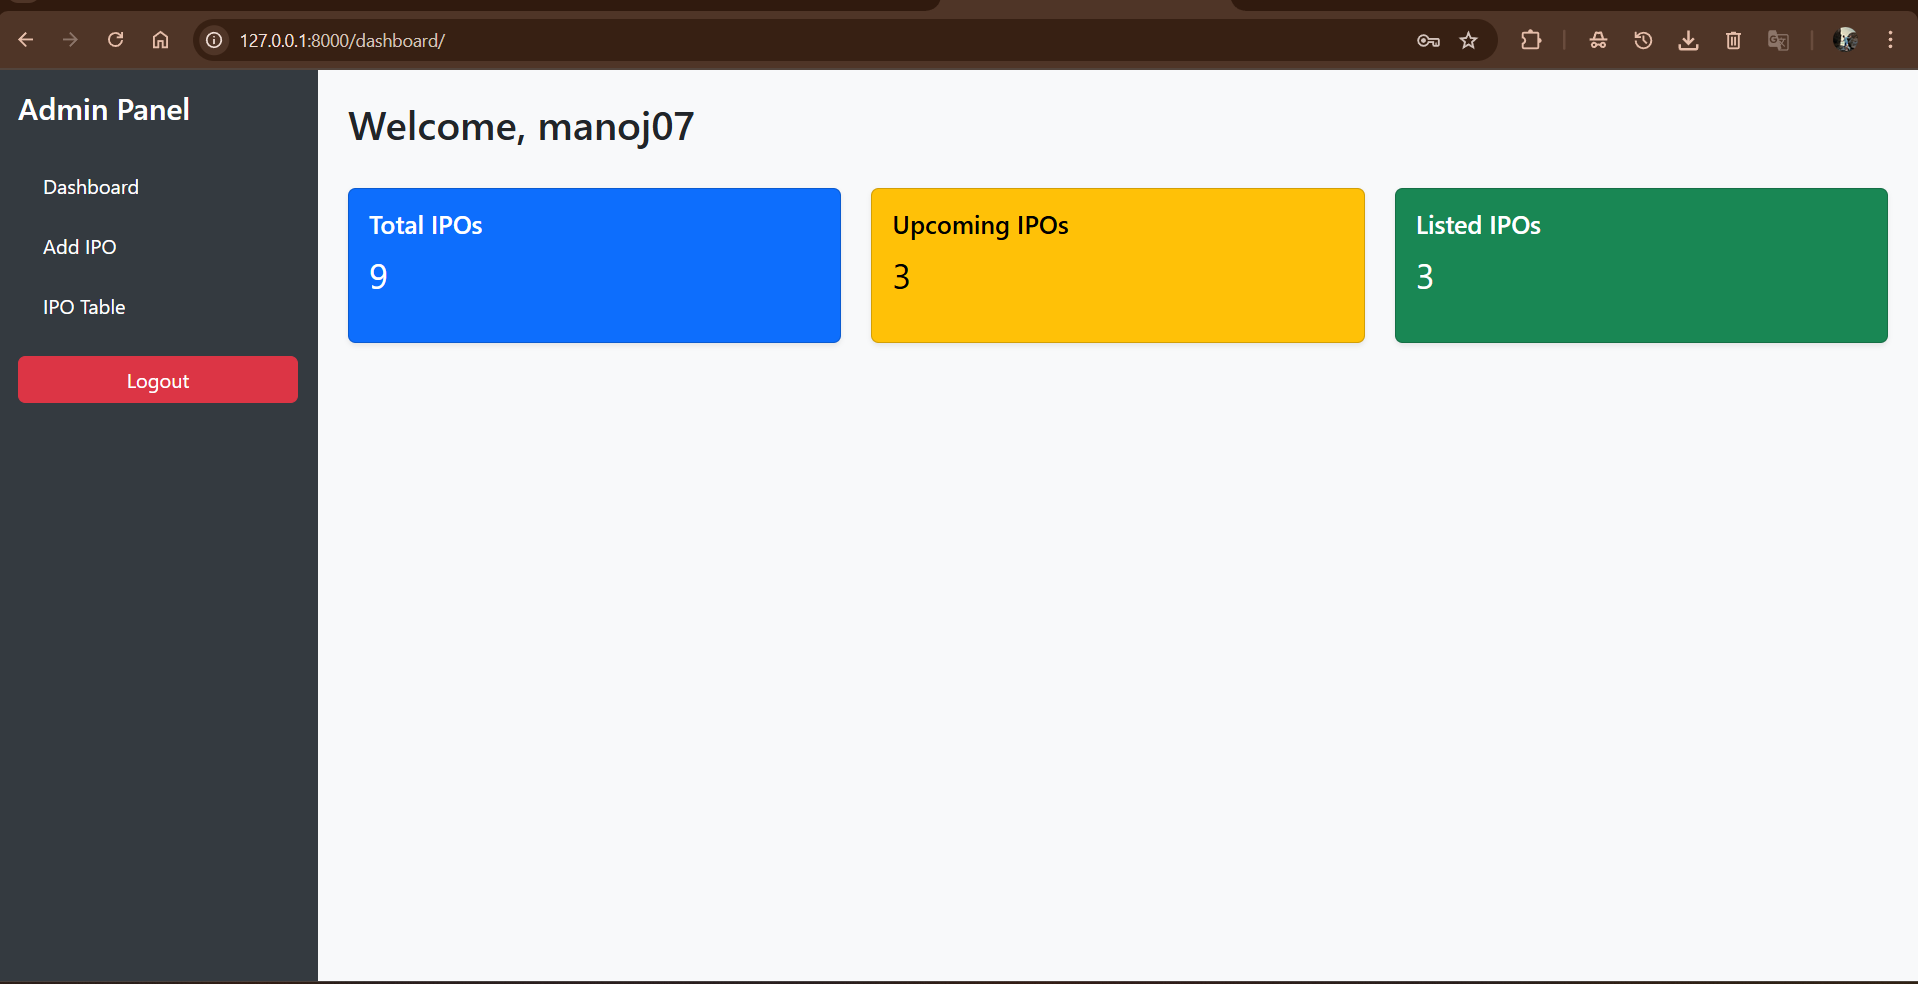 127.0.0.1:8000/dashboard/
Admin Panel
Dashboard
Add IPO
IPO Table
Logout
Welcome, manoj07
Total IPOs
9
Upcoming IPOs
3
Listed IPOs
3